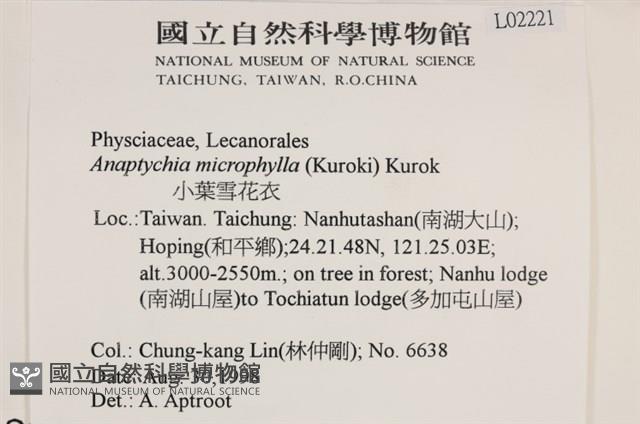 國立自然科學博物館
L02221
NATIONAL MUSEUM OF NATURAL SCIENCE
TAICHUNG, TAIWAN, R.O.CHINA
Physciaceae, Lecanorales
Anaptychia microphylla (Kuroki) Kurok
小葉雪花衣
Loc.:Taiwan. Taichung: Nanhutashan(南湖大山);
Hoping(和平鄉);24.21.48N, 121.25.03E;
alt.3000-2550m.; on tree in forest; Nanhu lodge
(南湖山屋)to Tochiatun lodge(多加屯山屋)
Col.: Chung-kang Lin(林仲剛); No. 6638
國立自然科學博物館
Date: Aug. 30,1998
NATIONAL MUSEUM OF NATURAL SCIENCE
Det.: A. Aptroot